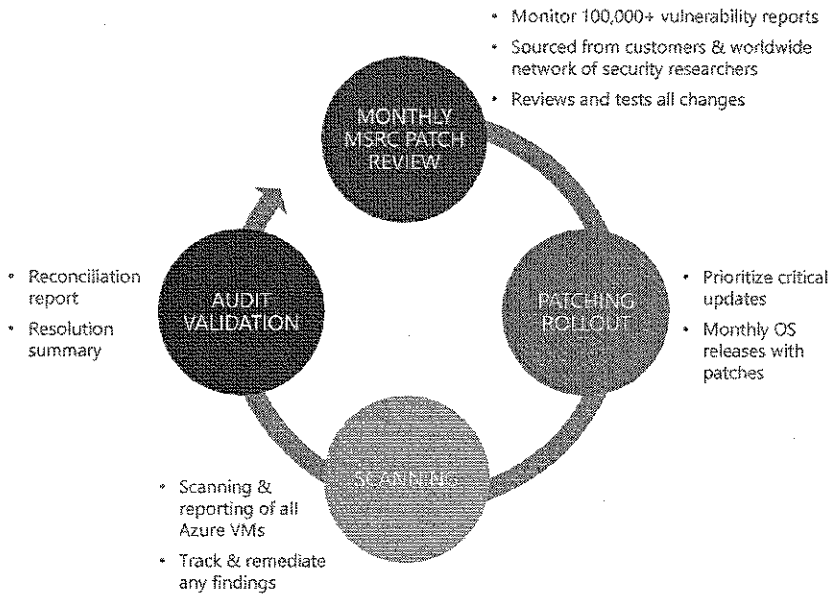 • Monitor 100,000+ vulnerability reports
• Sourced from customers & worldwide
network of security researchers
• Reviews and tests all changes
MONTHLY
MSRC PATCH
REVIEW
PATCHING
ROLLOUT
• Prioritize critical
updates
• Monthly OS
releases with
patches
SCANNING
• Scanning &
reporting of all
Azure VMs
• Track & remediate
any findings
AUDIT
VALIDATION
• Reconciliation
report
• Resolution
summary